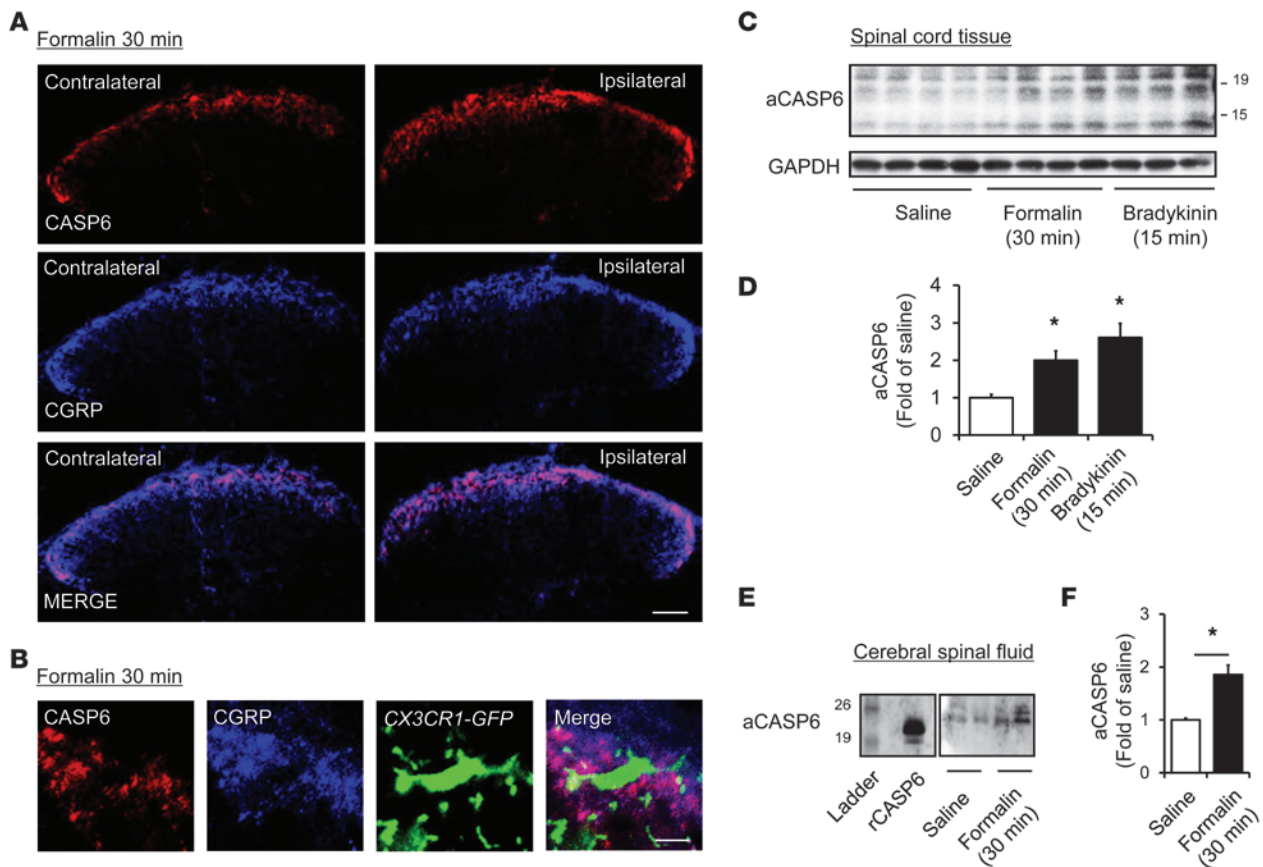 A
Formalin 30 min
Contralateral
Ipsilateral
CASP6
Contralateral
Ipsilateral
CGRP
Contralateral
Ipsilateral
MERGE
B
Formalin 30 min
CASP6
CGRP
CX3CR1-GFP
Merge
C
Spinal cord tissue
aCASP6
- 19
- 15
GAPDH
Saline
Formalin
(30 min)
Bradykinin
(15 min)
D
aCASP6
(Fold of saline)
4
3
2
1
0
*
*
Saline
Formalin
(30 min)
Bradykinin
(15 min)
E
Cerebral spinal fluid
aCASP6
26
19
Ladder
rCASP6
Saline
Formalin
(30 min)
F
aCASP6
(Fold of saline)
3
2
1
0
*
Saline
Formalin
(30 min)